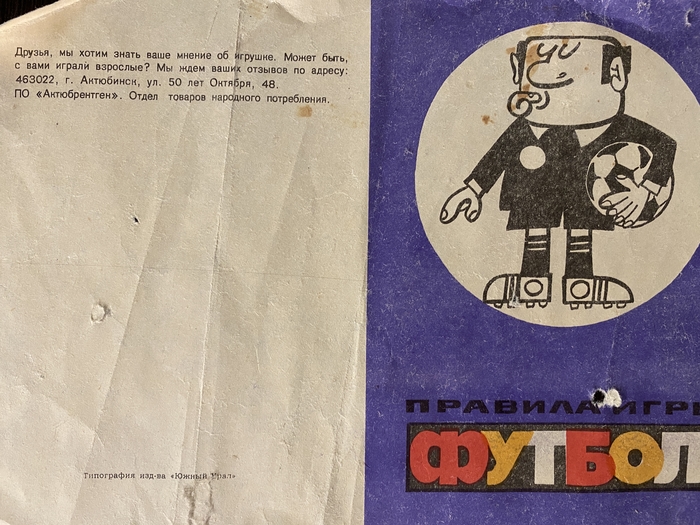 Друзья, мы хотим знать ваше мнение об игрушке. Может быть,
с вами играли взрослые? Мы ждем ваших отзывов по адресу:
463022, г. Актюбинск, ул. 50 лет Октября, 48.
ПО «Актюбрентген». Отдел товаров народного потребления.
Типография изд-ва «Южный Урал»
ПРАВИЛА ИГРЫ
ФУТБОЛ